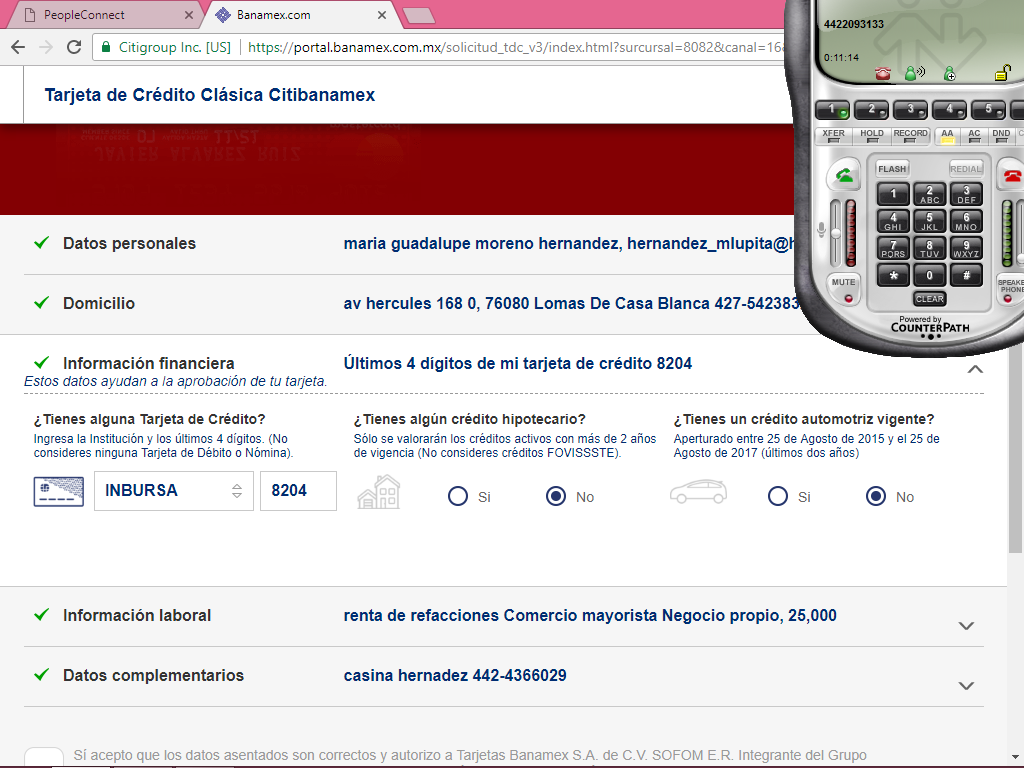 PeopleConnect
Banamex.com
Citigroup Inc. [US]
https://portal.banamex.com.mx/solicitud_tdc_v3/index.html?sucursal=8082&canal=16
Tarjeta de Crédito Clásica Citibanamex
JAVIER ALVAREZ RUIZ
Datos personales
maria guadalupe moreno hernandez, hernandez_mlupita@h
Domicilio
av hercules 168 0, 76080 Lomas De Casa Blanca 427-542383
Información financiera
Últimos 4 dígitos de mi tarjeta de crédito 8204
Estos datos ayudan a la aprobación de tu tarjeta.
¿Tienes alguna Tarjeta de Crédito?
Ingresa la Institución y los últimos 4 dígitos. (No
consideres ninguna Tarjeta de Débito o Nómina).
INBURSA
8204
¿Tienes algún crédito hipotecario?
Sólo se valorarán los créditos activos con más de 2 años
de vigencia (No consideres créditos FOVISSSTE).
Si
No
¿Tienes un crédito automotriz vigente?
Aperturado entre 25 de Agosto de 2015 y el 25 de
Agosto de 2017 (últimos dos años)
Si
No
Información laboral
renta de refacciones Comercio mayorista Negocio propio, 25,000
Datos complementarios
casina hernadez 442-4366029
Sí acepto que los datos asentados son correctos y autorizo a Tarjetas Banamex S.A. de C.V. SOFOM E.R. Integrante del Grupo
4422093133
0:11:14
1 2 3 4 5
XFER HOLD RECORD AA AC DND
FLASH REDIAL
1 2 ABC 3 DEF
4 GHI 5 JKL 6 MNO
7 PQRS 8 TUV 9 WXYZ
* 0 #
MUTE
SPEAKER
PHONE
CLEAR
Powered by
COUNTERPATH